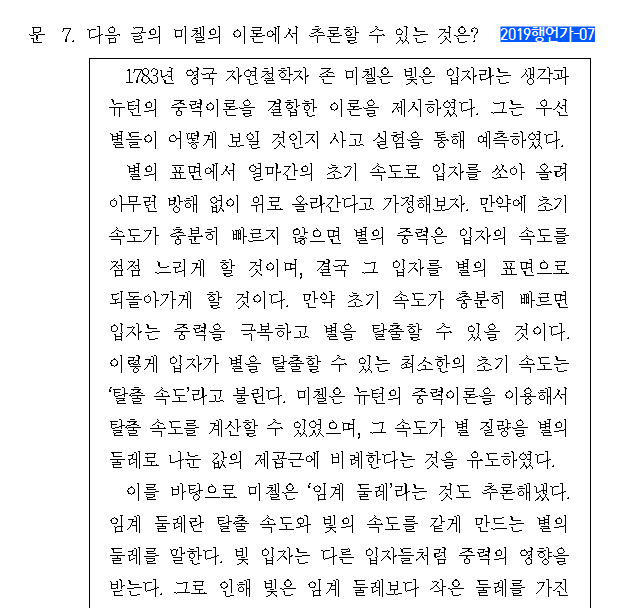 문 7. 다음 글의 미첼의 이론에서 추론할 수 있는 것은? 2019행언가-07
1783년 영국 자연철학자 존 미첼은 빛은 입자라는 생각과
뉴턴의 중력이론을 결합한 이론을 제시하였다. 그는 우선
별들이 어떻게 보일 것인지 사고 실험을 통해 예측하였다.
별의 표면에서 얼마간의 초기 속도로 입자를 쏘아 올려
아무런 방해 없이 위로 올라간다고 가정해보자. 만약에 초기
속도가 충분히 빠르지 않으면 별의 중력은 입자의 속도를
점점 느리게 할 것이며, 결국 그 입자를 별의 표면으로
되돌아가게 할 것이다. 만약 초기 속도가 충분히 빠르면
입자는 중력을 극복하고 별을 탈출할 수 있을 것이다.
이렇게 입자가 별을 탈출할 수 있는 최소한의 초기 속도는
‘탈출 속도’라고 불린다. 미첼은 뉴턴의 중력이론을 이용해서
탈출 속도를 계산할 수 있었으며, 그 속도가 별 질량을 별의
둘레로 나눈 값의 제곱근에 비례한다는 것을 유도하였다.
이를 바탕으로 미첼은 ‘임계 둘레’라는 것도 추론해냈다.
임계 둘레란 탈출 속도와 빛의 속도를 같게 만드는 별의
둘레를 말한다. 빛 입자는 다른 입자들처럼 중력의 영향을
받는다. 그로 인해 빛은 임계 둘레보다 작은 둘레를 가진